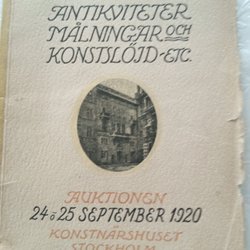 ANTIKVITETER
MÅLNINGAR OCH
KONSTSLÖJD-ETC.
AUKTIONEN
24 o 25 SEPTEMBER 1920
KONSTNÄRSHUSET
STOCKHOLM